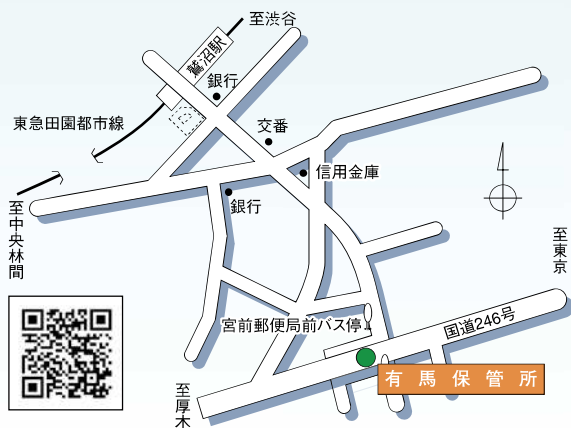 至渋谷
鷺沼駅
銀行
東急田園都市線
交番
信用金庫
銀行
至中央林間
至東京
宮前郵便局前バス停
国道246号
有馬保管所
至厚木